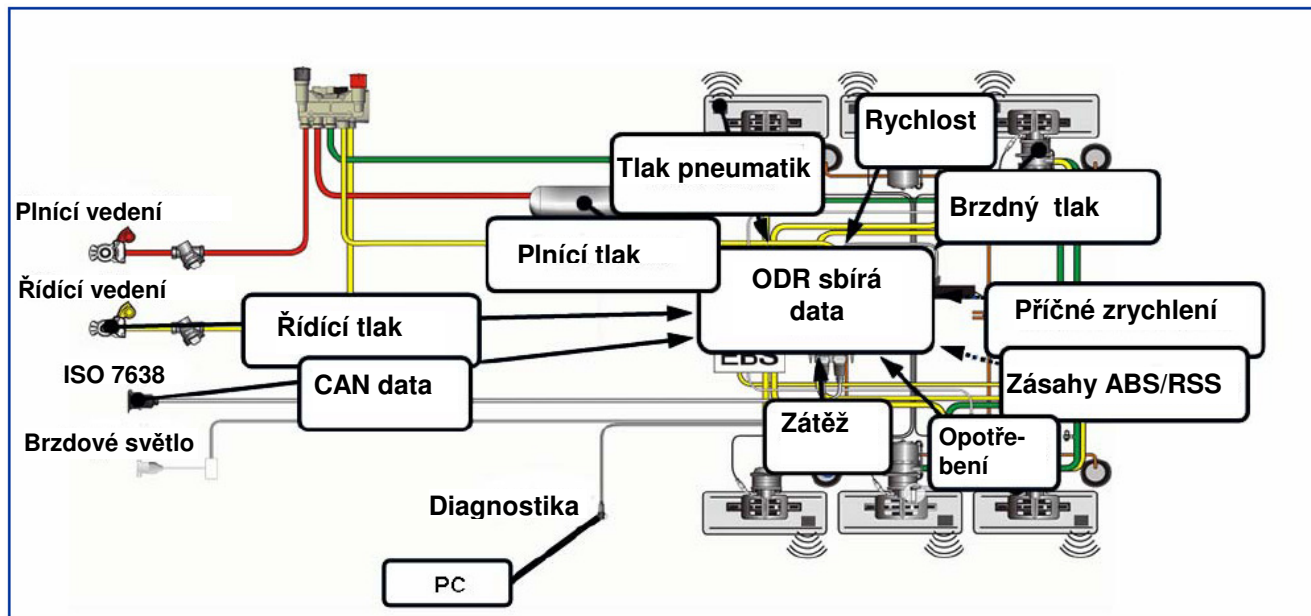 Rychlost
Tlak pneumatik
Plnící vedení
Brzdný tlak
Plnící tlak
ODR sbírá
data
Řídící vedení
Řídící tlak
Příčné zrychlení
EBS
ISO 7638
CAN data
Zásahy ABS/RSS
Brzdové světlo
Zátěž
Opotře-
bení
Diagnostika
PC